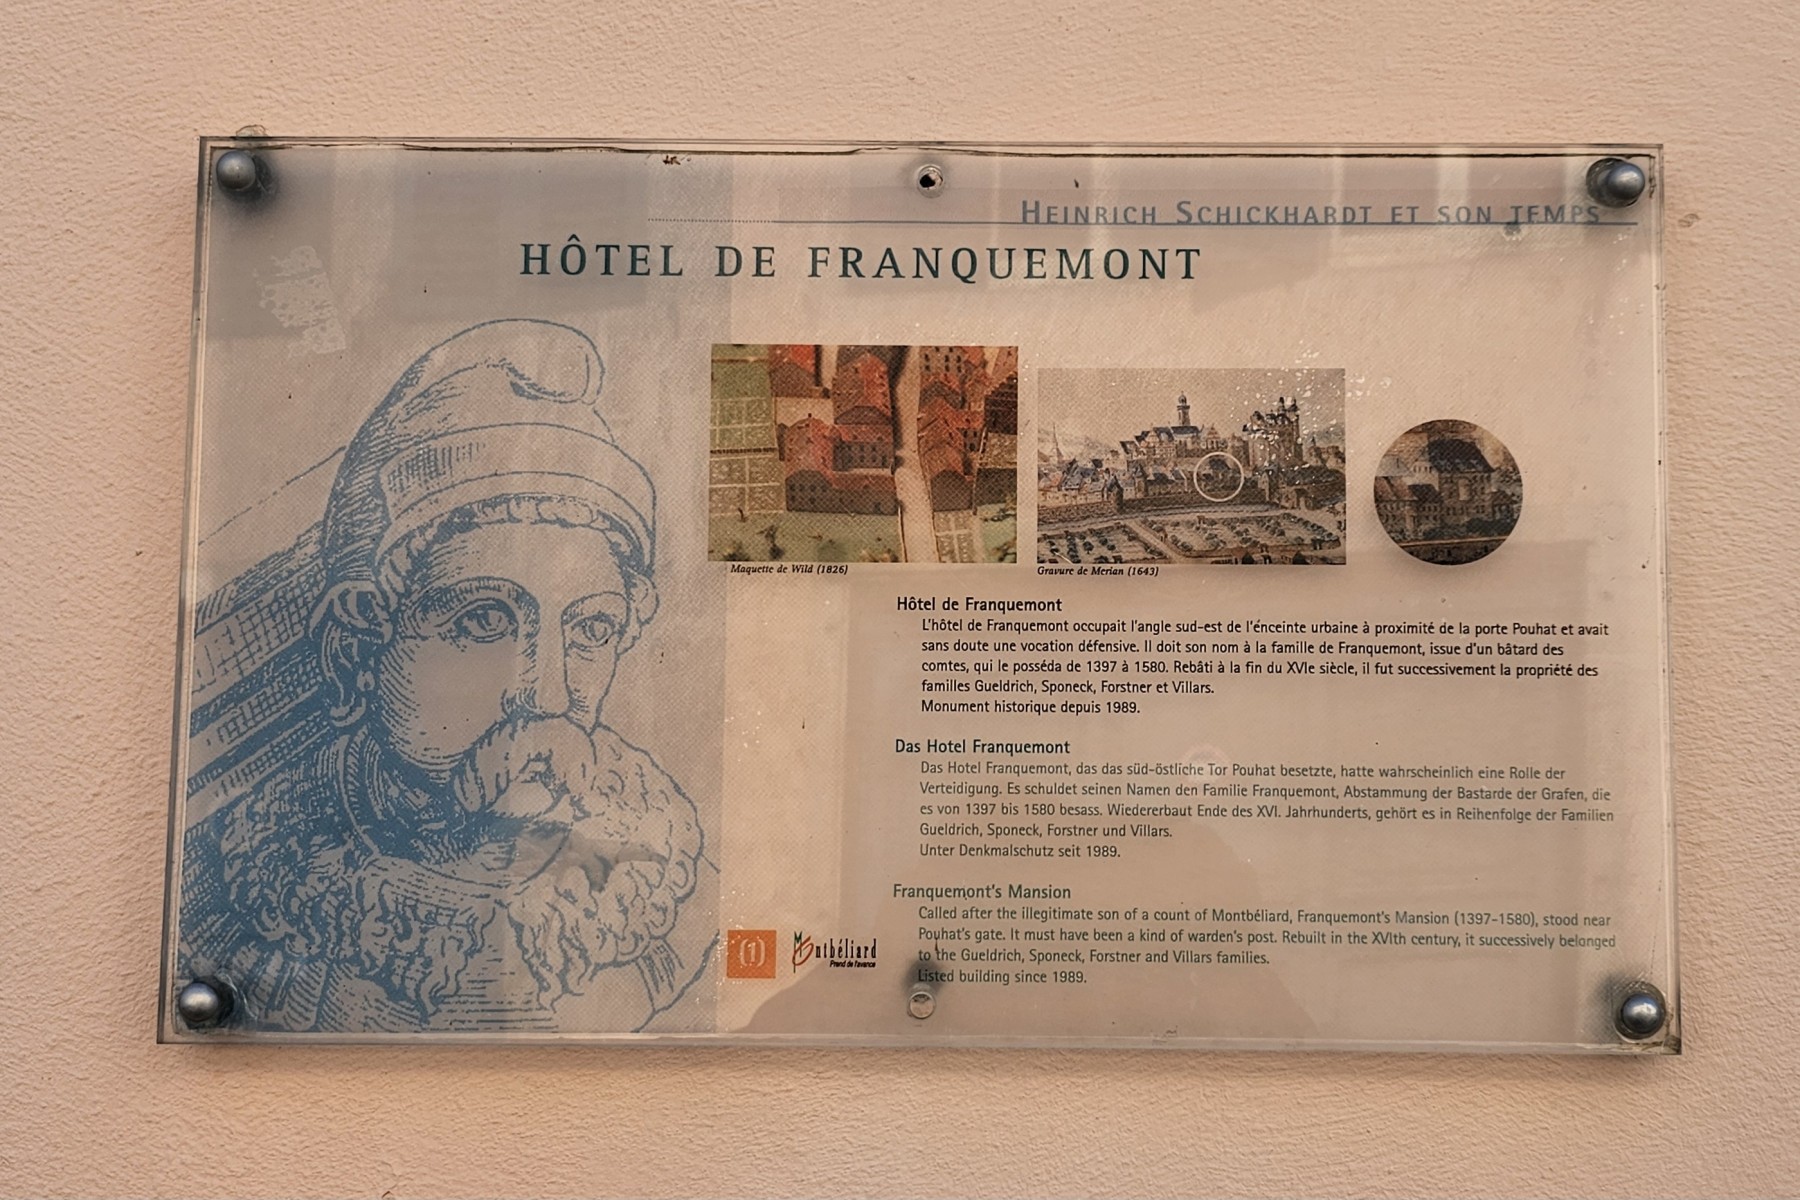 HEINRICH SCHICKHARDT ET SON TEMPS
HÔTEL DE FRANQUEMONT
Maquette de Wild (1826)
Gravure de Merian (1643)
Hôtel de Franquemont
L'hôtel de Franquemont occupait l'angle sud-est de l'énceinte urbaine à proximité de la porte Pouhat et avait
sans doute une vocation défensive. Il doit son nom à la famille de Franquemont, issue d'un bâtard des
comtes, qui le posséda de 1397 à 1580. Rebâti à la fin du XVIe siècle, il fut successivement la propriété des
familles Gueldrich, Sponeck, Forstner et Villars.
Monument historique depuis 1989.
Das Hotel Franquemont
Das Hotel Franquemont, das das süd-östliche Tor Pouhat besetzte, hatte wahrscheinlich eine Rolle der
Verteidigung. Es schuldet seinen Namen den Familie Franquemont, Abstammung der Bastarde der Grafen, die
es von 1397 bis 1580 besass. Wiedererbaut Ende des XVI. Jahrhunderts, gehört es in Reihenfolge der Familien
Gueldrich, Sponeck, Forstner und Villars.
Unter Denkmalschutz seit 1989.
Franquemont's Mansion
Called after the illegitimate son of a count of Montbéliard, Franquemont's Mansion (1397-1580), stood near
Pouhat's gate. It must have been a kind of warden's post. Rebuilt in the XVIth century, it successively belonged
to the Gueldrich, Sponeck, Forstner and Villars families.
Listed building since 1989.
(1)
Montbéliard
Prend de l'avance